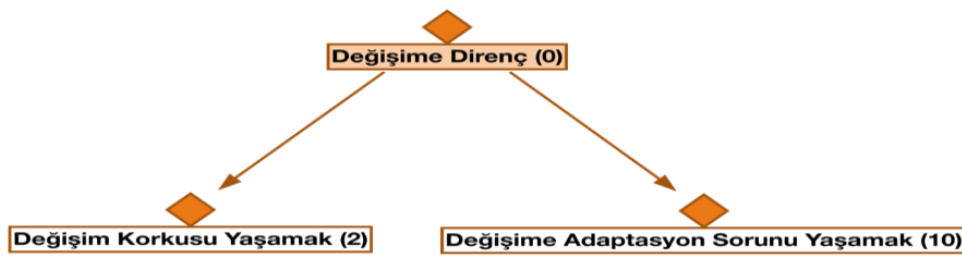 Değişime Direnç (0)
Değişim Korkusu Yaşamak (2)
Değişime Adaptasyon Sorunu Yaşamak (10)